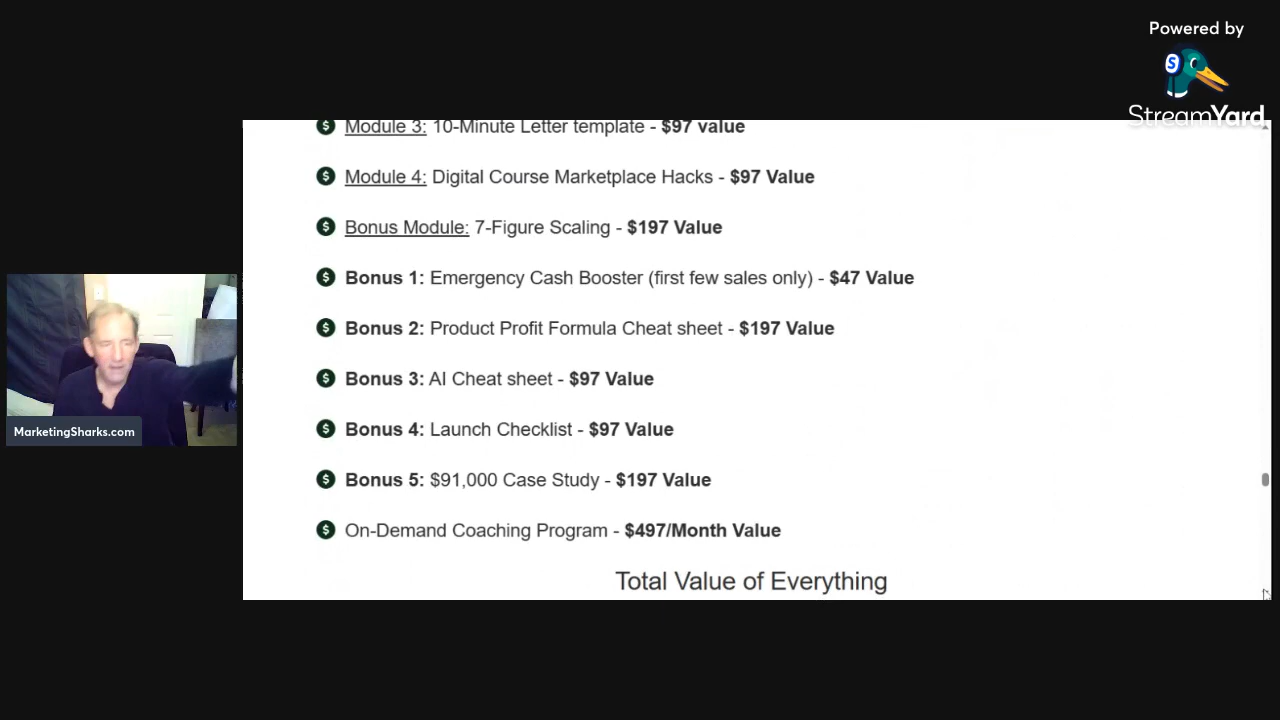 Powered by
StreamYard
Module 3: 10-Minute Letter template - $97 value
Module 4: Digital Course Marketplace Hacks - $97 Value
Bonus Module: 7-Figure Scaling - $197 Value
Bonus 1: Emergency Cash Booster (first few sales only) - $47 Value
Bonus 2: Product Profit Formula Cheat sheet - $197 Value
Bonus 3: AI Cheat sheet - $97 Value
Bonus 4: Launch Checklist - $97 Value
Bonus 5: $91,000 Case Study - $197 Value
On-Demand Coaching Program - $497/Month Value
Total Value of Everything
MarketingSharks.com